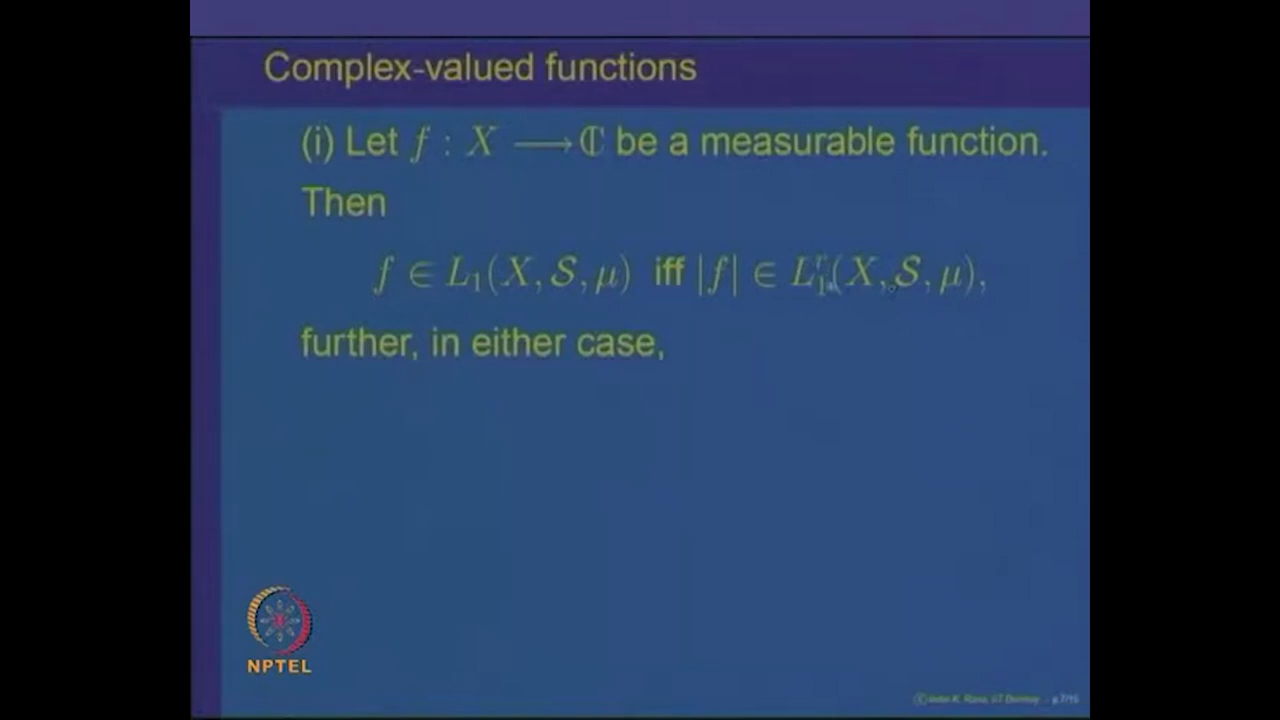 Complex-valued functions
(i) Let f : X ⟶ ℂ be a measurable function.
Then
f ∈ L₁(X, 𝒮, μ) iff |f| ∈ L₁ʳ(X, 𝒮, μ),
further, in either case,
NPTEL